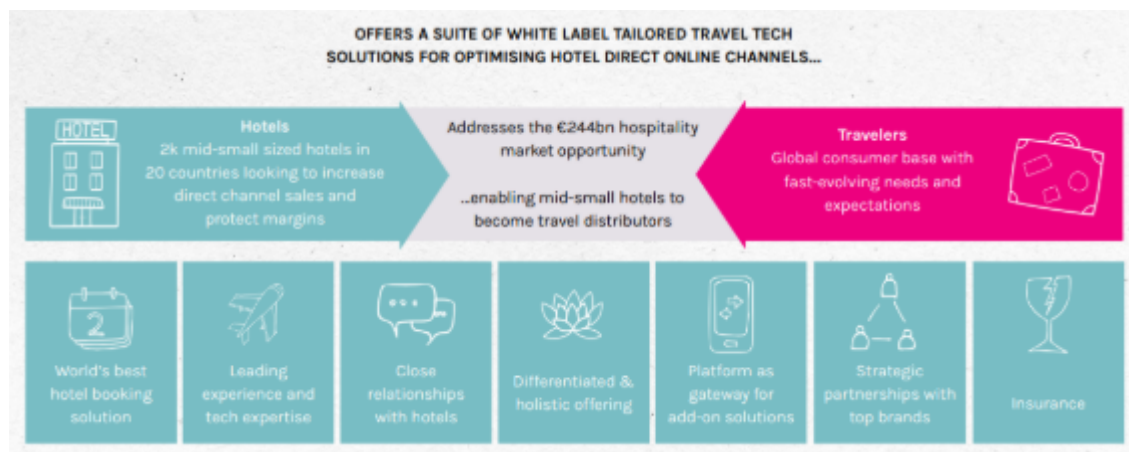 OFFERS A SUITE OF WHITE LABEL TAILORED TRAVEL TECH
SOLUTIONS FOR OPTIMISING HOTEL DIRECT ONLINE CHANNELS...
HOTEL
Hotels
2k mid-small sized hotels in
20 countries looking to increase
direct channel sales and
protect margins
Addresses the €244bn hospitality
market opportunity
...enabling mid-small hotels to
become travel distributors
Travelers
Global consumer base with
fast-evolving needs and
expectations
2
World's best
hotel booking
solution
Leading
experience and
tech expertise
Close
relationships
with hotels
Differentiated &
holistic offering
Platform as
gateway for
add-on solutions
Strategic
partnerships with
top brands
Insurance